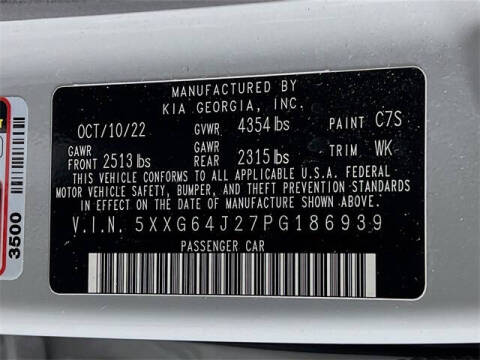 MANUFACTURED BY
KIA GEORGIA, INC.
OCT/10/22 GVWR 4354 lbs PAINT C7S
GAWR GAWR
FRONT 2513 lbs REAR 2315 lbs TRIM WK
THIS VEHICLE CONFORMS TO ALL APPLICABLE U.S.A. FEDERAL
MOTOR VEHICLE SAFETY, BUMPER, AND THEFT PREVENTION STANDARDS
IN EFFECT ON THE DATE OF MANUFACTURE SHOWN ABOVE.
V.I.N. 5XXG64J27PG186939
PASSENGER CAR
3500